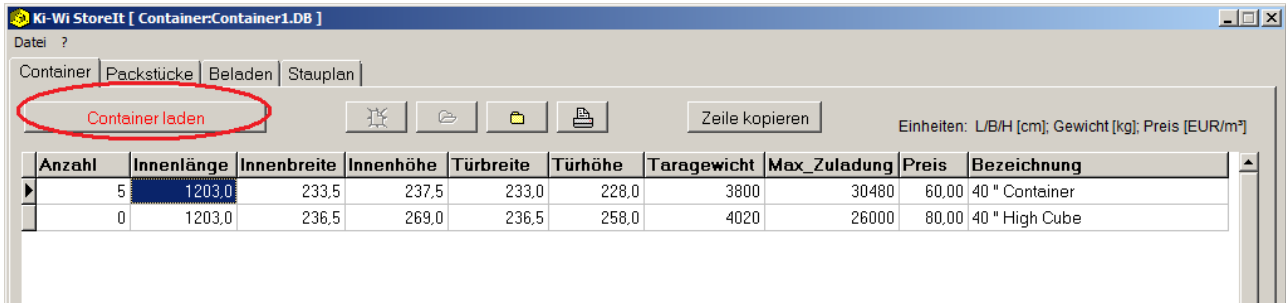 Ki-Wi StoreIt [ Container:Container1.DB ]
Datei ?
Container Packstücke Beladen Stauplan
Container laden Zeile kopieren Einheiten: L/B/H [cm]; Gewicht [kg]; Preis [EUR/m³]
Anzahl Innenlänge Innenbreite Innenhöhe Türbreite Türhöhe Taragewicht Max_Zuladung Preis Bezeichnung
5 1203,0 233,5 237,5 233,0 228,0 3800 30480 60,00 40 " Container
0 1203,0 236,5 269,0 236,5 258,0 4020 26000 80,00 40 " High Cube